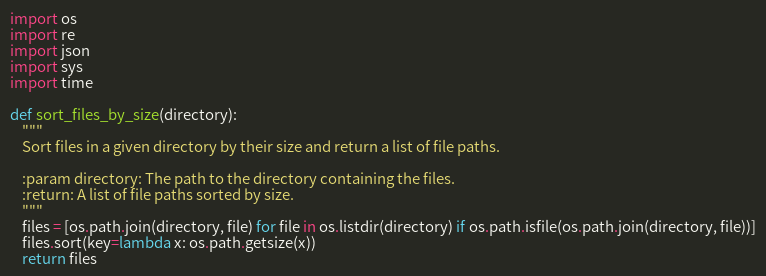 import os
import re
import json
import sys
import time

def sort_files_by_size(directory):
    """
    Sort files in a given directory by their size and return a list of file paths.

    :param directory: The path to the directory containing the files.
    :return: A list of file paths sorted by size.
    """
    files = [os.path.join(directory, file) for file in os.listdir(directory) if os.path.isfile(os.path.join(directory, file))]
    files.sort(key=lambda x: os.path.getsize(x))
    return files